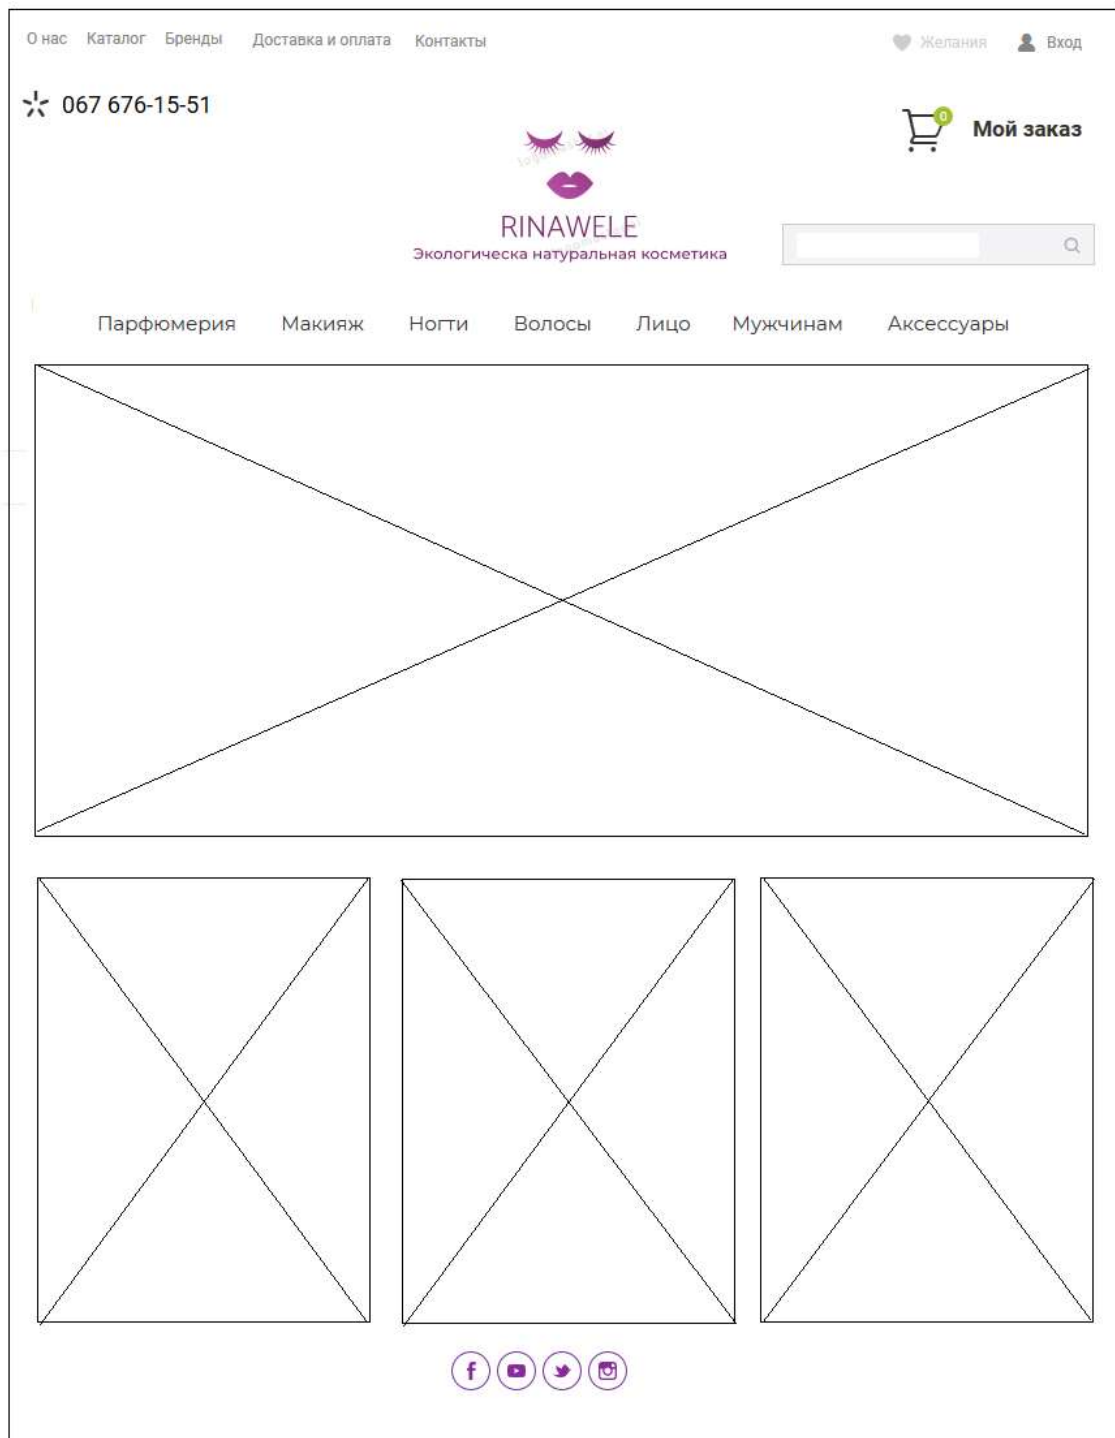 О нас Каталог Бренды Доставка и оплата Контакты Желания Вход
067 676-15-51
0 Мой заказ
RINAWELE
Экологическа натуральная косметика
Парфюмерия Макияж Ногти Волосы Лицо Мужчинам Аксессуары